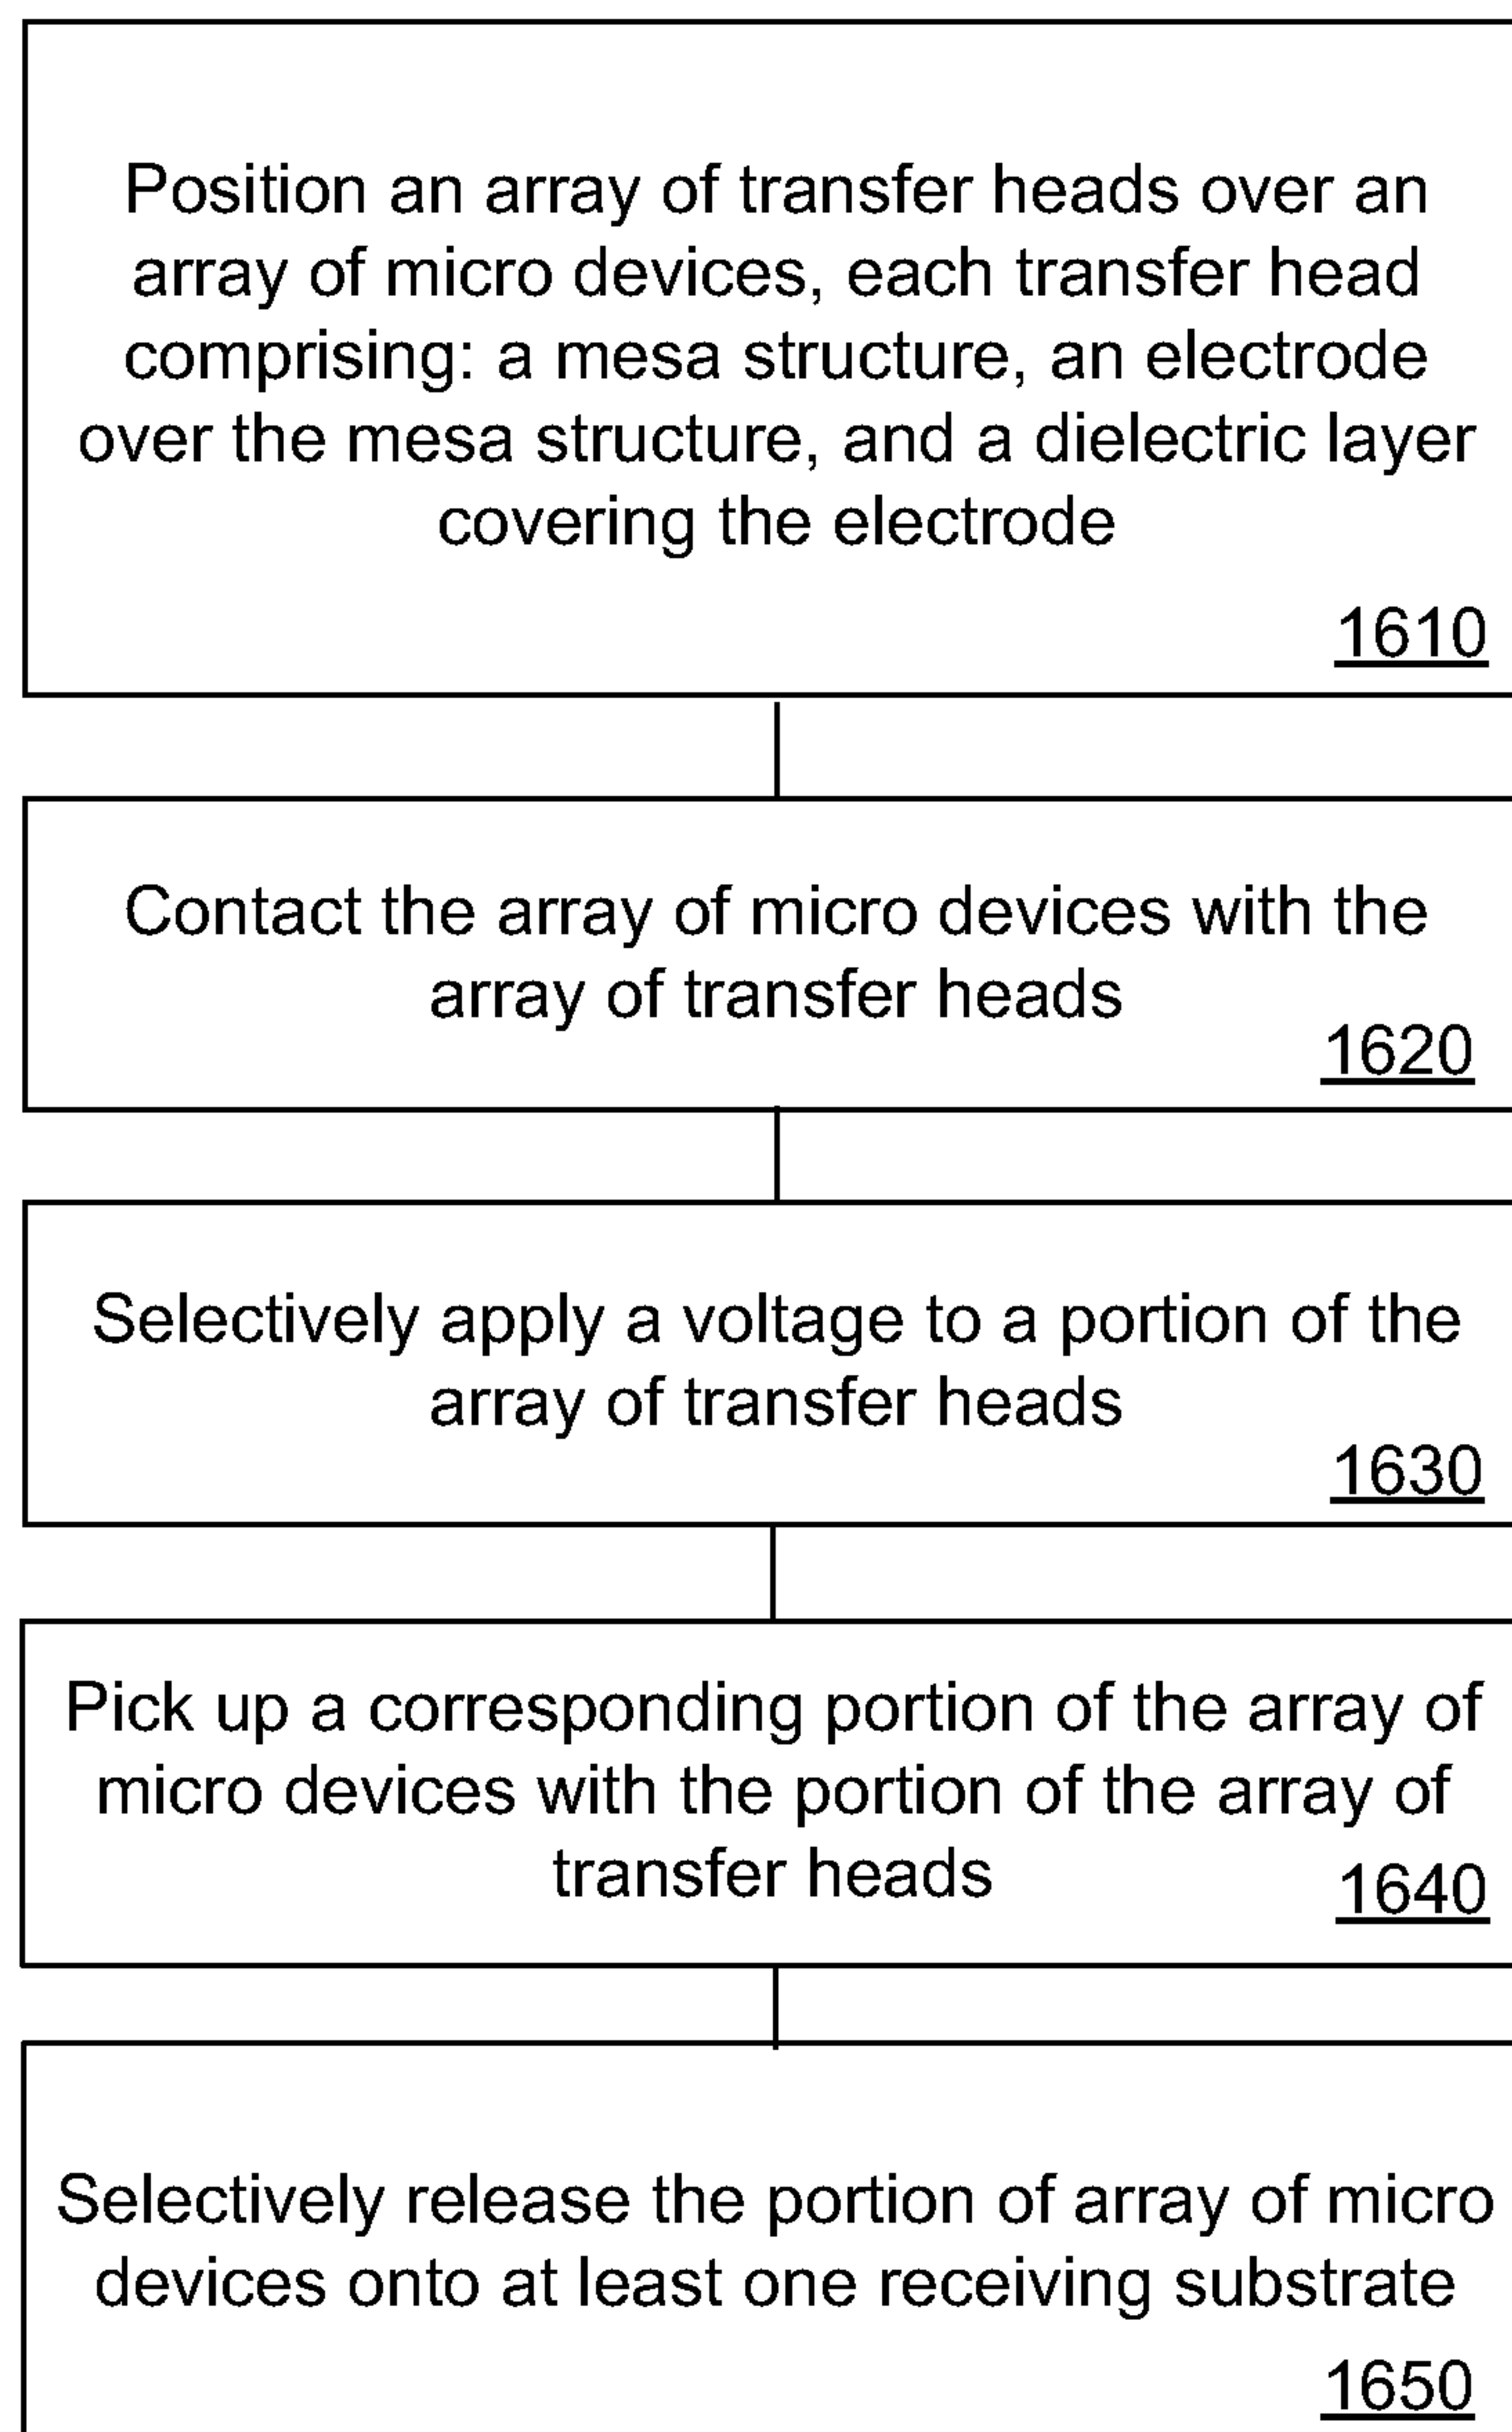 Position an array of transfer heads over an
array of micro devices, each transfer head
comprising: a mesa structure, an electrode
over the mesa structure, and a dielectric layer
covering the electrode
1610
Contact the array of micro devices with the
array of transfer heads
1620
Selectively apply a voltage to a portion of the
array of transfer heads
1630
Pick up a corresponding portion of the array of
micro devices with the portion of the array of
transfer heads
1640
Selectively release the portion of array of micro
devices onto at least one receiving substrate
1650